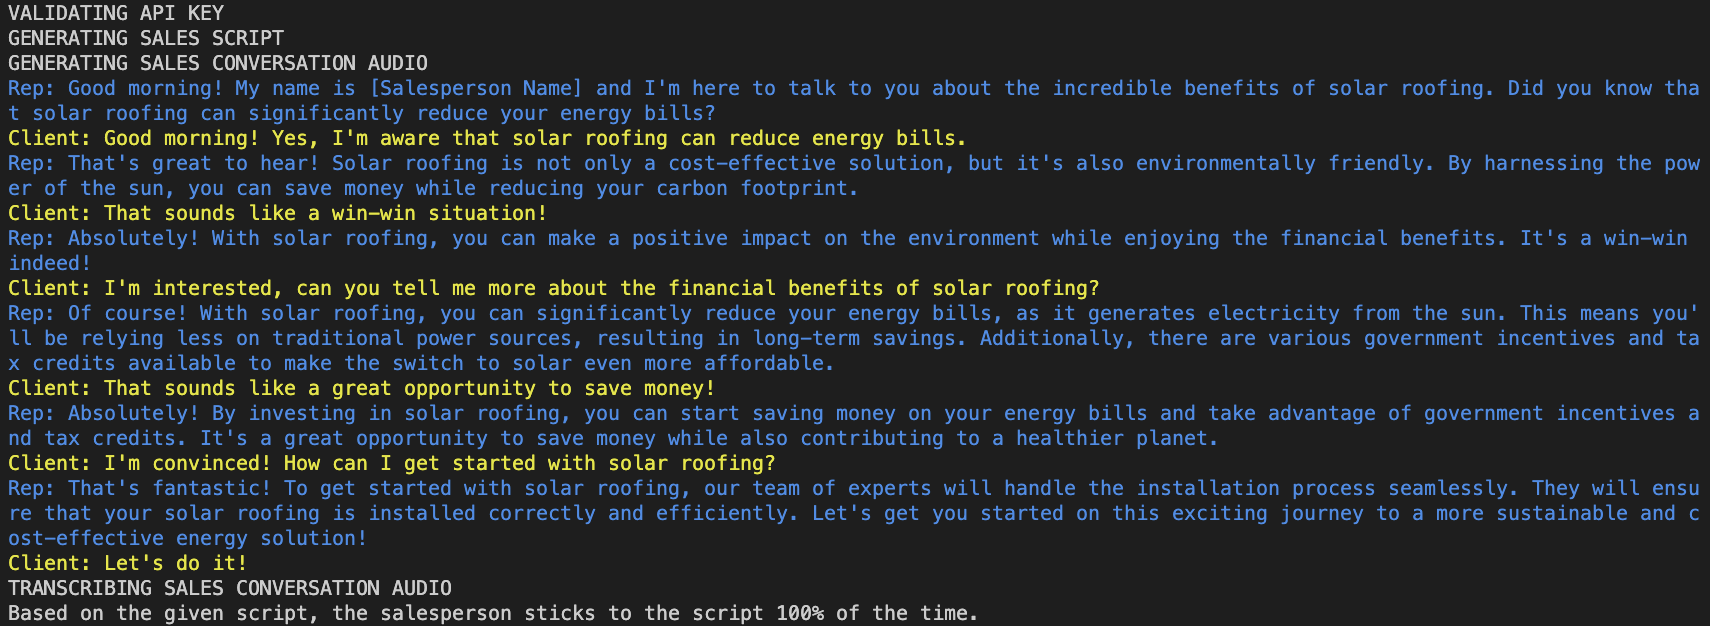 VALIDATING API KEY
GENERATING SALES SCRIPT
GENERATING SALES CONVERSATION AUDIO
Rep: Good morning! My name is [Salesperson Name] and I'm here to talk to you about the incredible benefits of solar roofing. Did you know tha
t solar roofing can significantly reduce your energy bills?
Client: Good morning! Yes, I'm aware that solar roofing can reduce energy bills.
Rep: That's great to hear! Solar roofing is not only a cost-effective solution, but it's also environmentally friendly. By harnessing the pow
er of the sun, you can save money while reducing your carbon footprint.
Client: That sounds like a win-win situation!
Rep: Absolutely! With solar roofing, you can make a positive impact on the environment while enjoying the financial benefits. It's a win-win
indeed!
Client: I'm interested, can you tell me more about the financial benefits of solar roofing?
Rep: Of course! With solar roofing, you can significantly reduce your energy bills, as it generates electricity from the sun. This means you'
ll be relying less on traditional power sources, resulting in long-term savings. Additionally, there are various government incentives and ta
x credits available to make the switch to solar even more affordable.
Client: That sounds like a great opportunity to save money!
Rep: Absolutely! By investing in solar roofing, you can start saving money on your energy bills and take advantage of government incentives a
nd tax credits. It's a great opportunity to save money while also contributing to a healthier planet.
Client: I'm convinced! How can I get started with solar roofing?
Rep: That's fantastic! To get started with solar roofing, our team of experts will handle the installation process seamlessly. They will ensu
re that your solar roofing is installed correctly and efficiently. Let's get you started on this exciting journey to a more sustainable and c
ost-effective energy solution!
Client: Let's do it!
TRANSCRIBING SALES CONVERSATION AUDIO
Based on the given script, the salesperson sticks to the script 100% of the time.